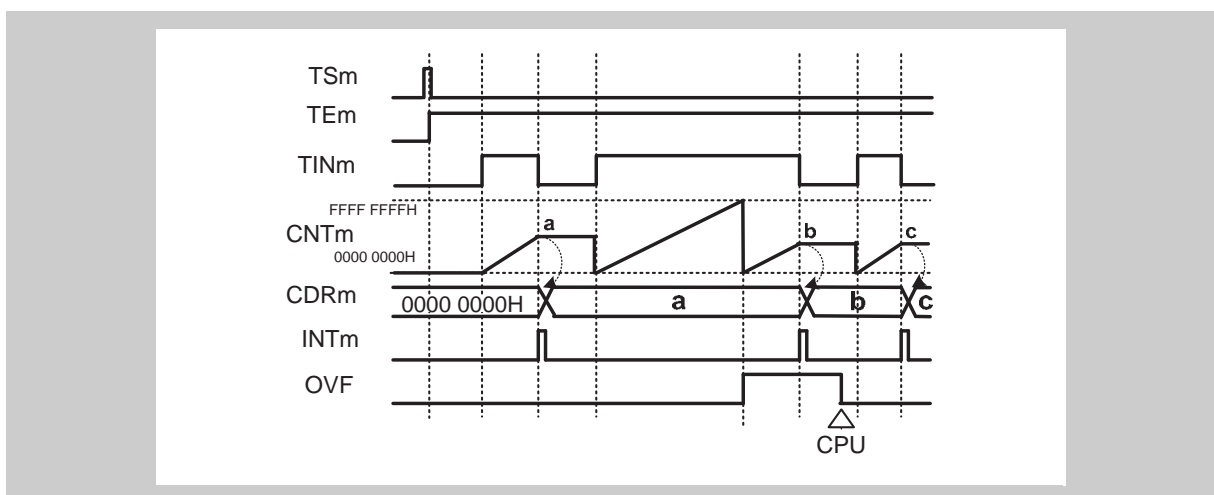 TSm
TEm
TINm
FFFF FFFFH
CNTm
0000 0000H
a
b
c
CDRm
0000 0000H
a
b
c
INTm
OVF
CPU